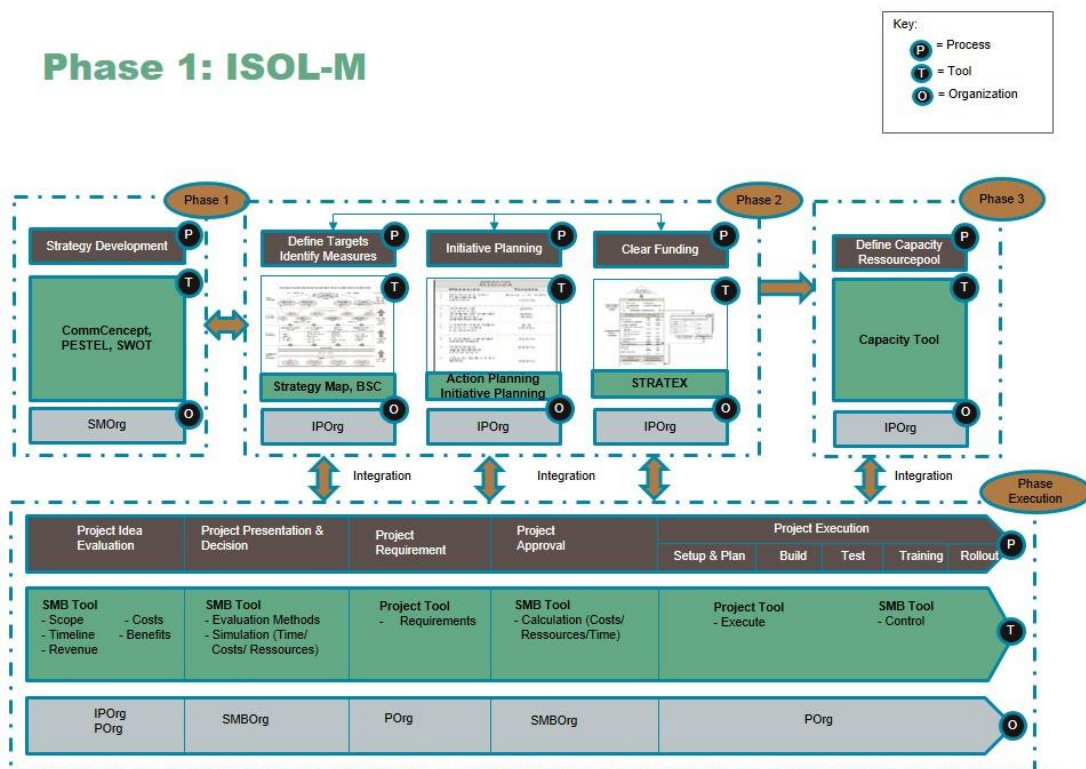 Phase 1: ISOL-M
Key:
P = Process
T = Tool
O = Organization
Phase 1
Strategy Development
P
CommCencept,
PESTEL, SWOT
T
SMOrg
O
Phase 2
Define Targets
Identify Measures
P
T
Strategy Map, BSC
IPOrg
O
Initiative Planning
P
T
Action Planning
Initiative Planning
IPOrg
O
Clear Funding
P
T
STRATEX
IPOrg
O
Phase 3
Define Capacity
Ressourcepool
P
Capacity Tool
T
IPOrg
O
Integration
Integration
Integration
Phase
Execution
Project Idea
Evaluation
Project Presentation &
Decision
Project
Requirement
Project
Approval
Project Execution
Setup & Plan
Build
Test
Training
Rollout
P
SMB Tool
- Scope - Costs
- Timeline - Benefits
- Revenue
SMB Tool
- Evaluation Methods
- Simulation (Time/
Costs/ Ressources)
Project Tool
- Requirements
SMB Tool
- Calculation (Costs/
Ressources/Time)
Project Tool
- Execute
SMB Tool
- Control
T
IPOrg
POrg
SMBOrg
POrg
SMBOrg
POrg
O